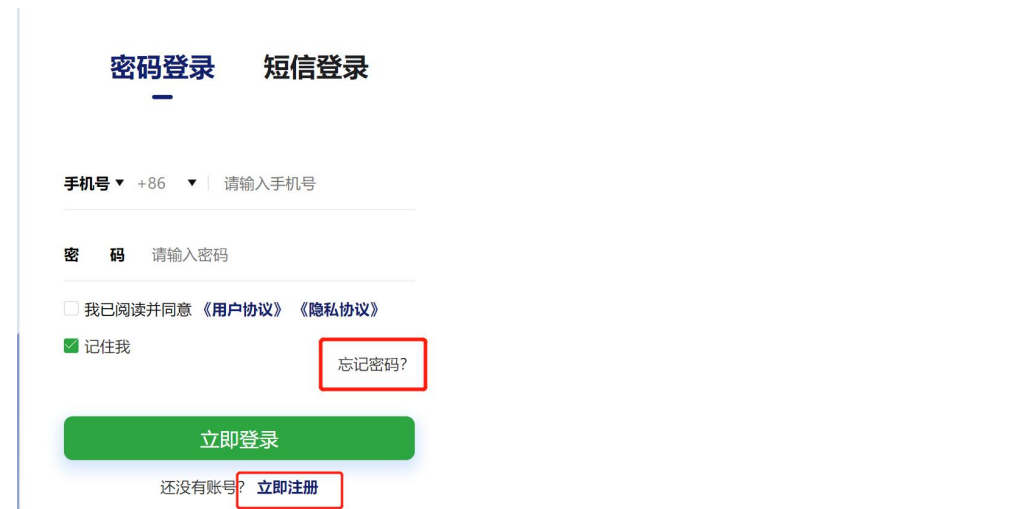 密码登录 短信登录
手机号 +86 请输入手机号
密 码 请输入密码
我已阅读并同意 《用户协议》 《隐私协议》
记住我
忘记密码?
立即登录
还没有账号? 立即注册